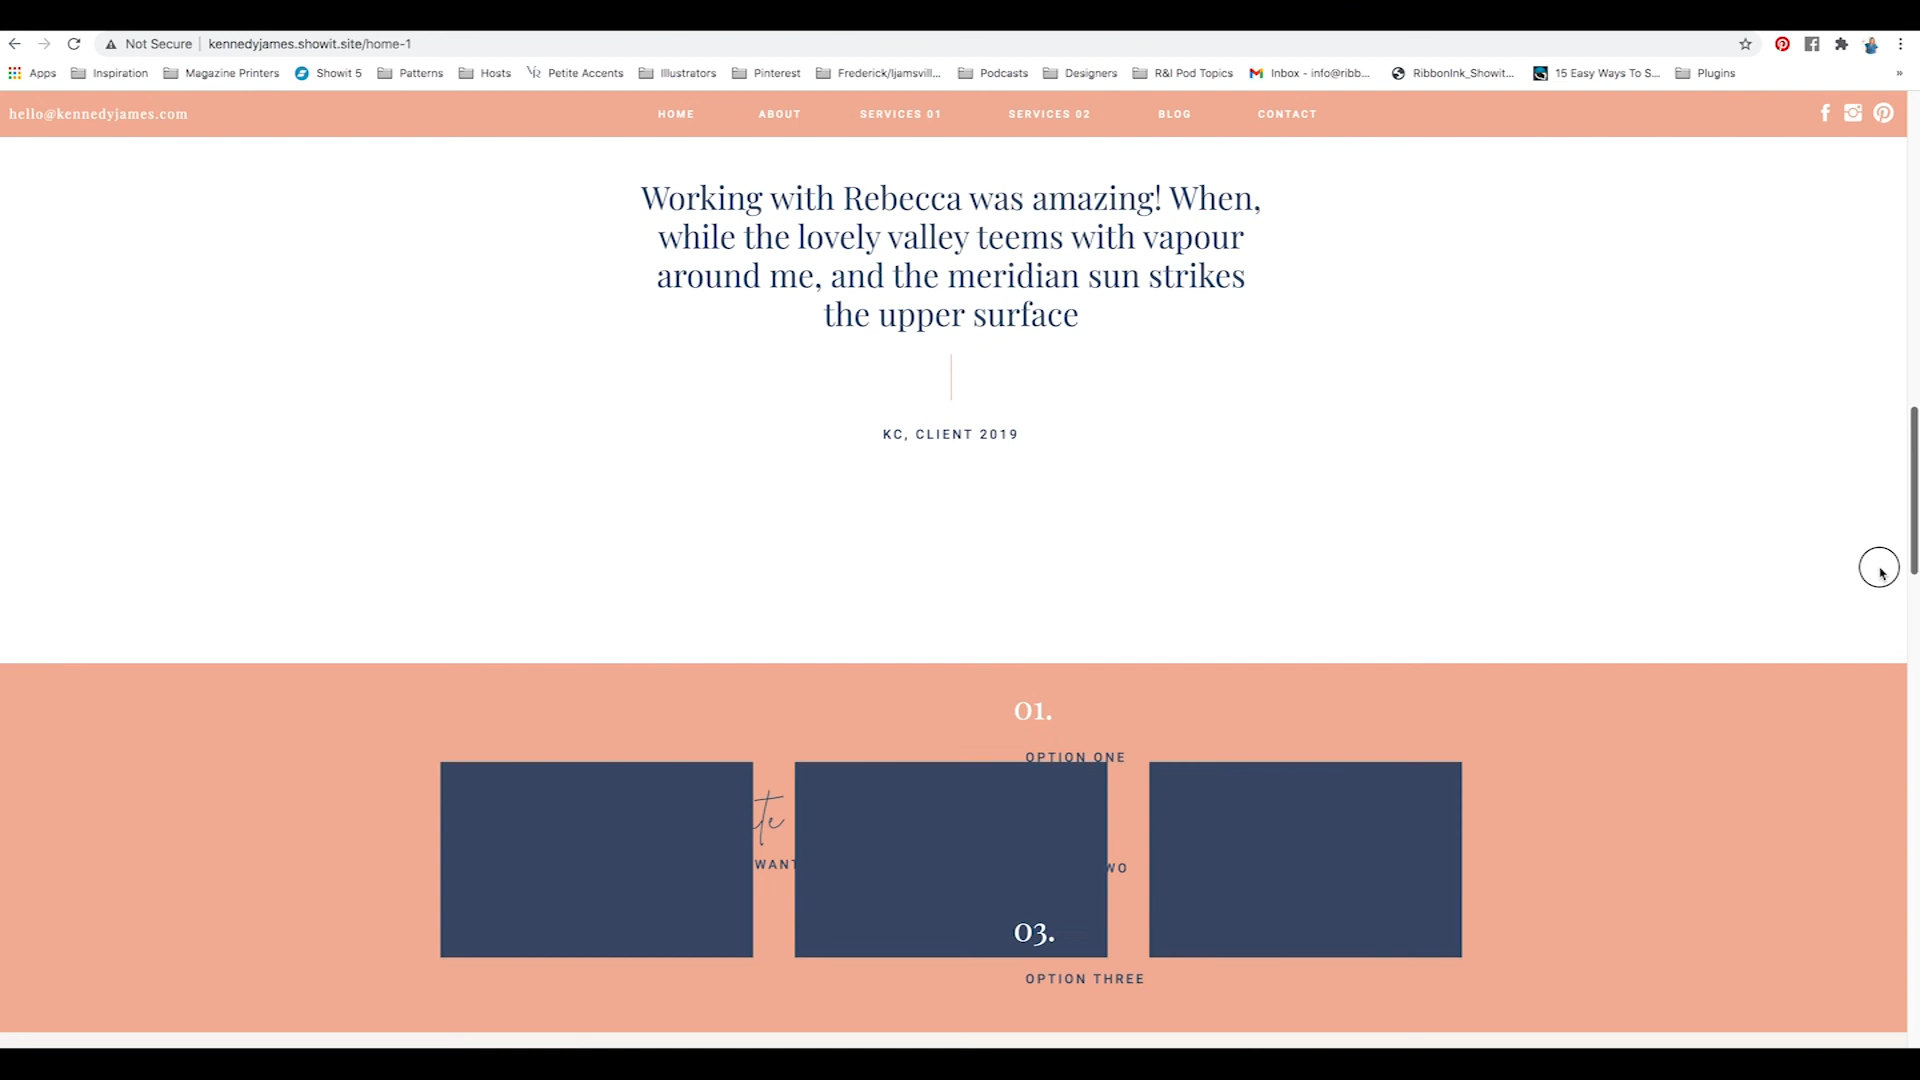 Not Secure
kennedyjames.showit.site/home-1
Apps
Inspiration
Magazine Printers
Showit 5
Patterns
Hosts
Petite Accents
Illustrators
Pinterest
Frederick/Ijamsvill...
Podcasts
Designers
R&I Pod Topics
Inbox - info@ribb...
RibbonInk_Showit...
15 Easy Ways To S...
Plugins
»
hello@kennedyjames.com
HOME
ABOUT
SERVICES 01
SERVICES 02
BLOG
CONTACT
Working with Rebecca was amazing! When,
while the lovely valley teems with vapour
around me, and the meridian sun strikes
the upper surface
KC, CLIENT 2019
01.
OPTION ONE
te
WANT
WO
03.
OPTION THREE